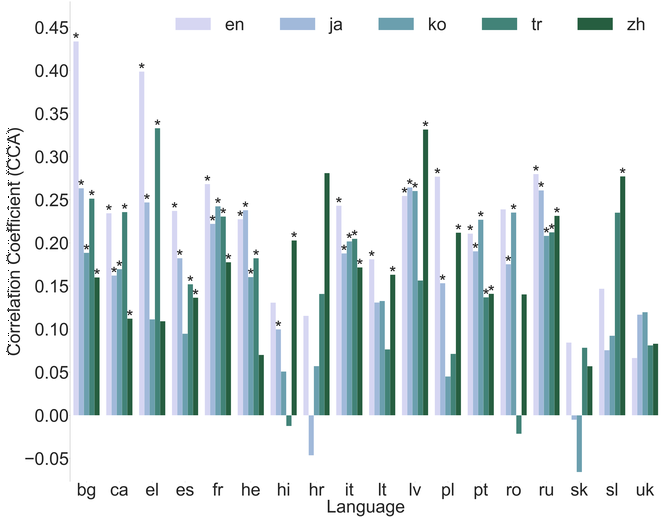 en ja ko tr zh
0.45
0.40
0.35
0.30
0.25
0.20
0.15
0.10
0.05
0.00
−0.05
Correlation Coefficient (CCA)
bg ca el es fr he hi hr it lt lv pl pt ro ru sk sl uk
Language